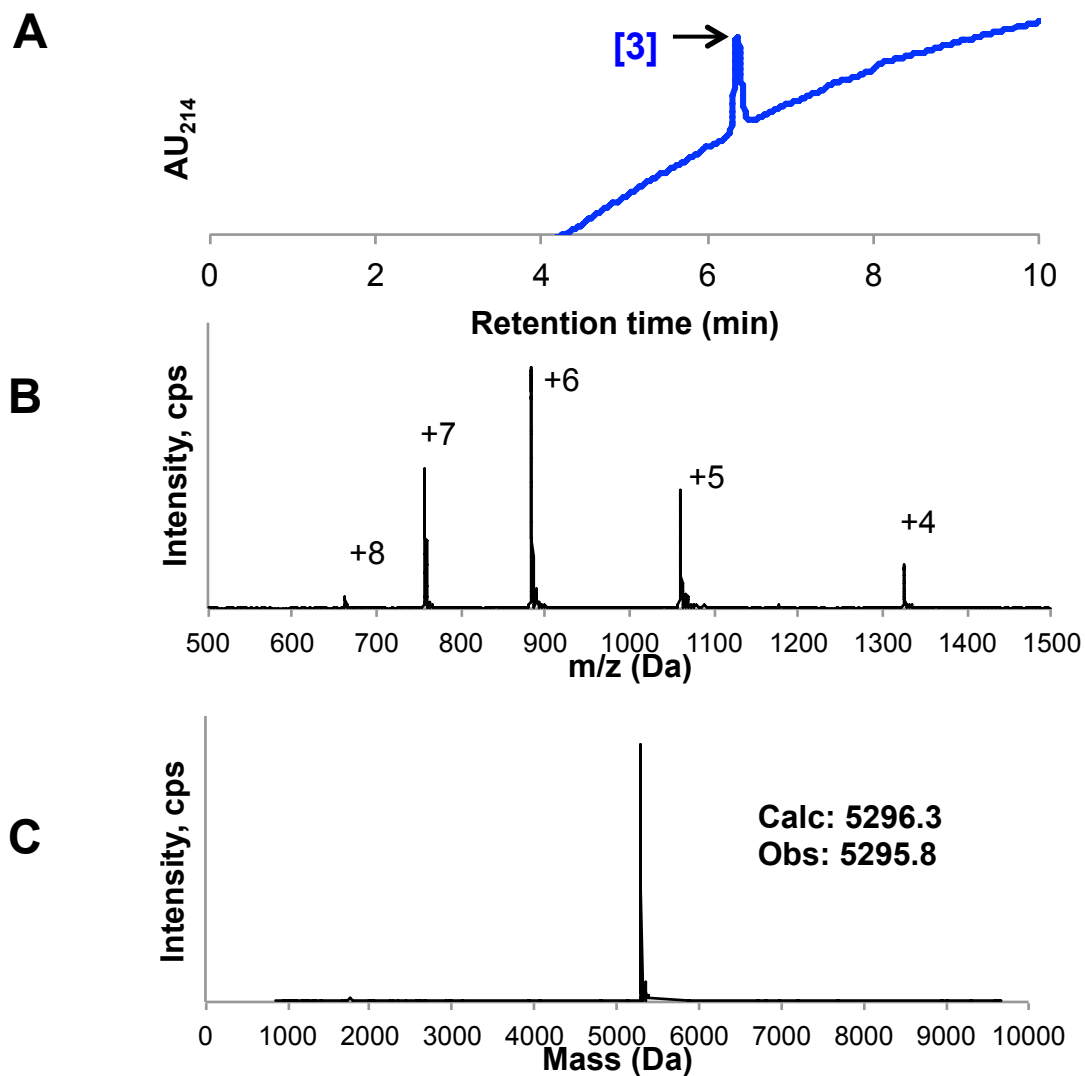 A
[3]
AU214
0 2 4 6 8 10
Retention time (min)
B
Intensity, cps
+8
+7
+6
+5
+4
500 600 700 800 900 1000 1100 1200 1300 1400 1500
m/z (Da)
C
Intensity, cps
Calc: 5296.3
Obs: 5295.8
0 1000 2000 3000 4000 5000 6000 7000 8000 9000 10000
Mass (Da)